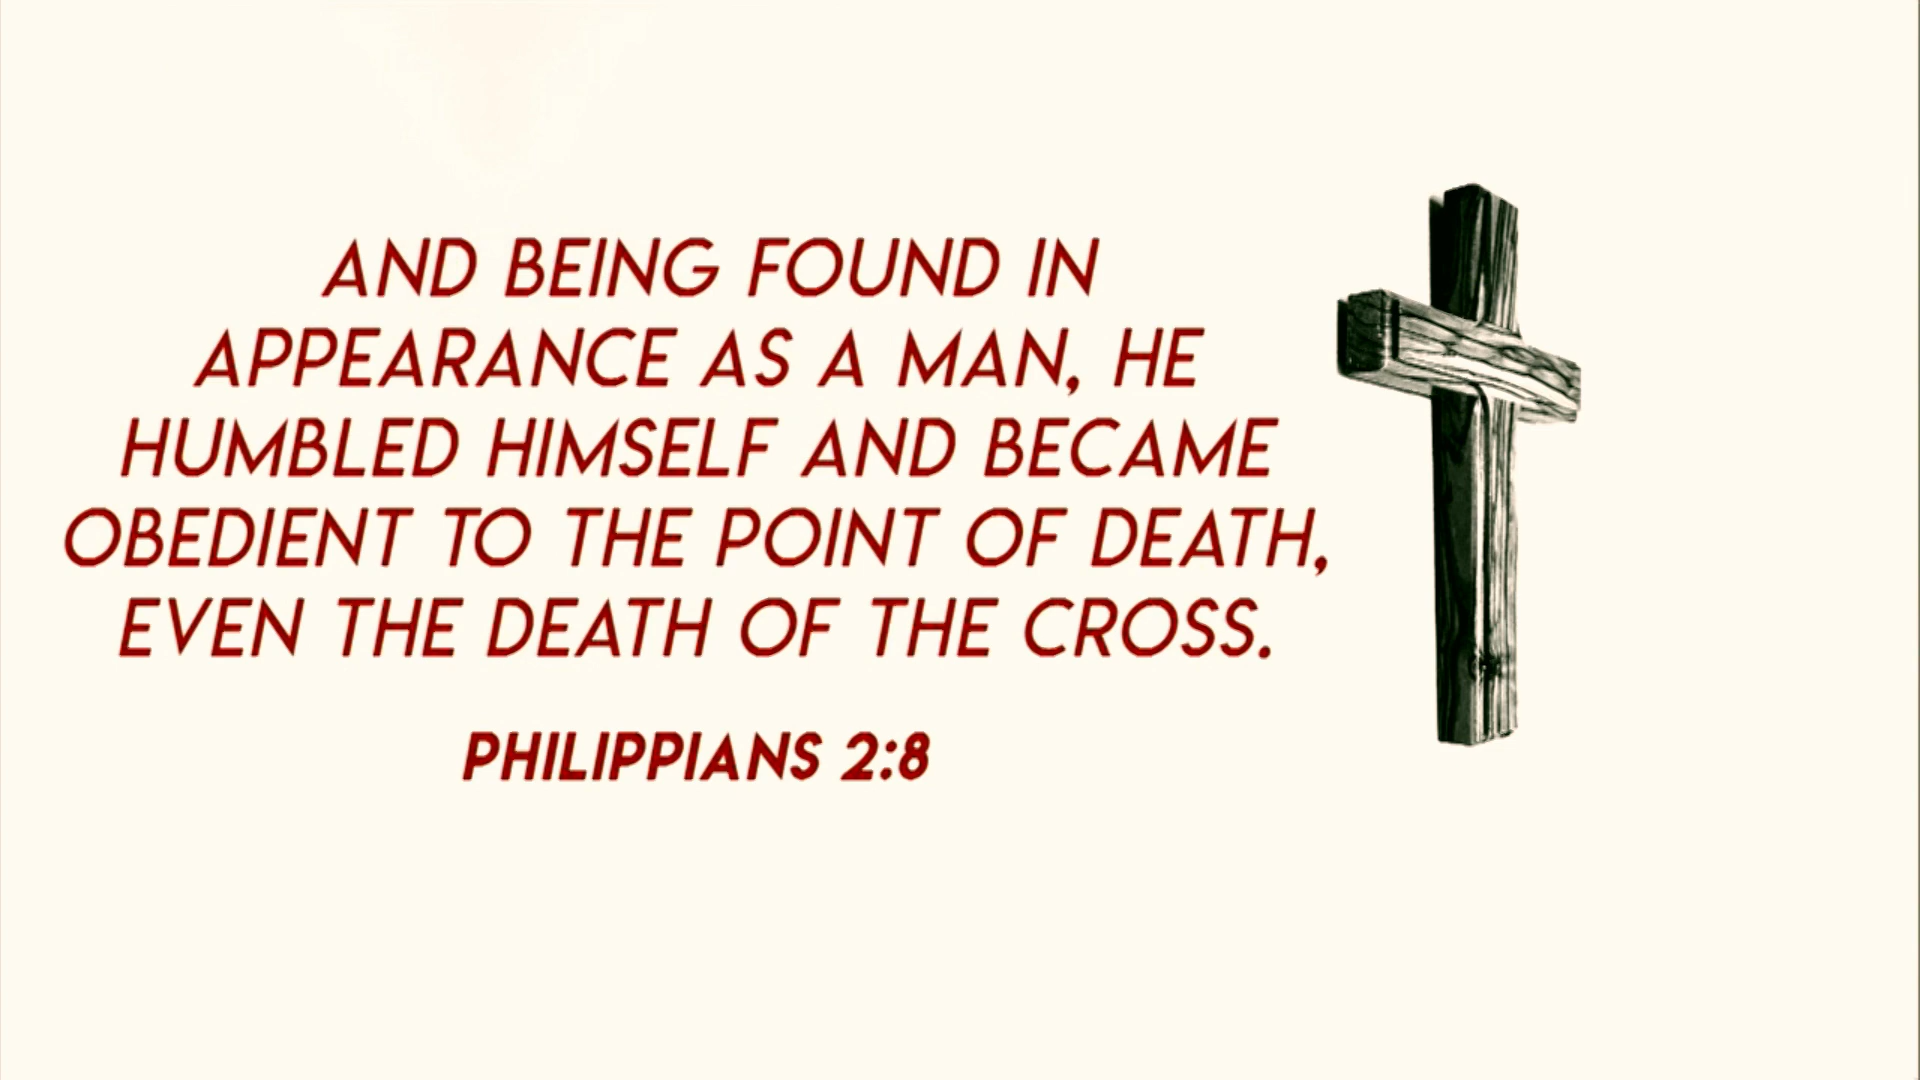 AND BEING FOUND IN
APPEARANCE AS A MAN, HE
HUMBLED HIMSELF AND BECAME
OBEDIENT TO THE POINT OF DEATH,
EVEN THE DEATH OF THE CROSS.
PHILIPPIANS 2:8